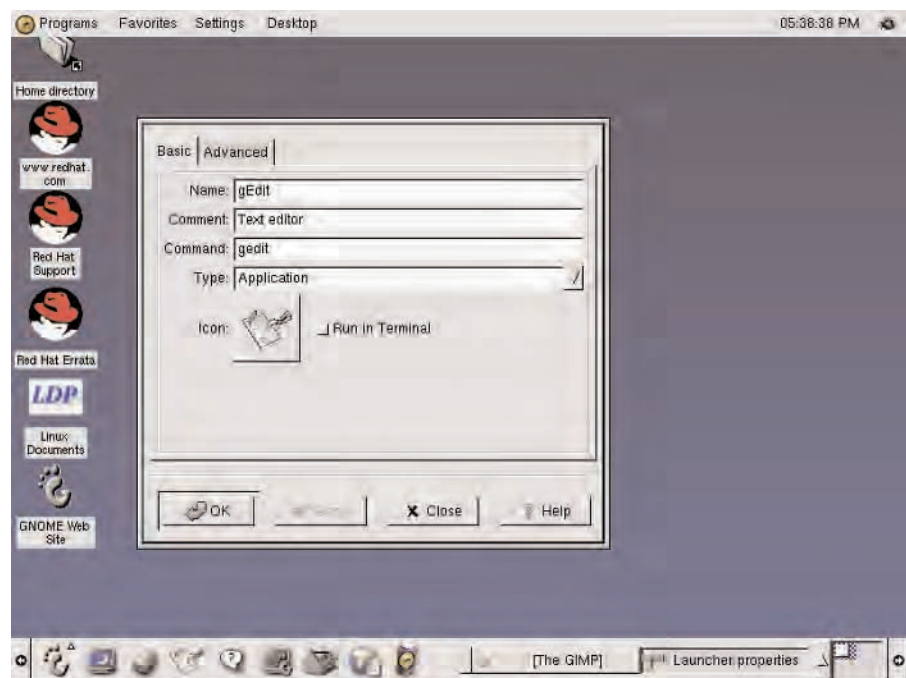 Programs Favorites Settings Desktop 05:38:38 PM
Home directory
www.redhat.
com
Red Hat
Support
Red Hat Errata
LDP
Linux
Documents
GNOME Web
Site
Basic Advanced
Name: gEdit
Comment: Text editor
Command: gedit
Type: Application
Icon: Run in Terminal
OK
Close
Help
[The GIMP] Launcher properties